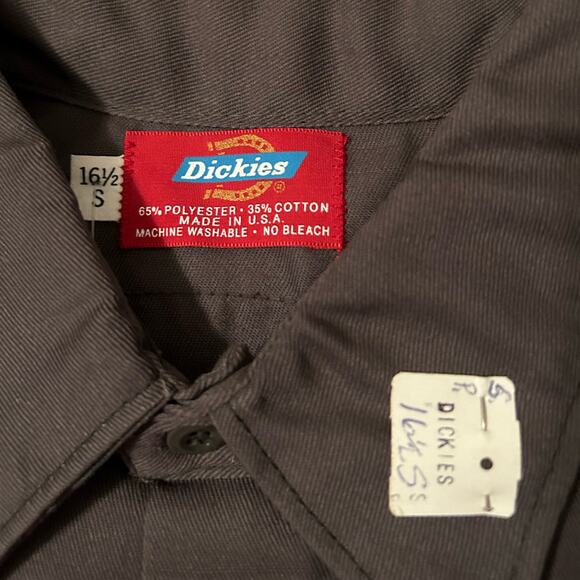 16½
S
Dickies
®
65% POLYESTER • 35% COTTON
MADE IN U.S.A.
MACHINE WASHABLE • NO BLEACH
DICKIES
16½ S